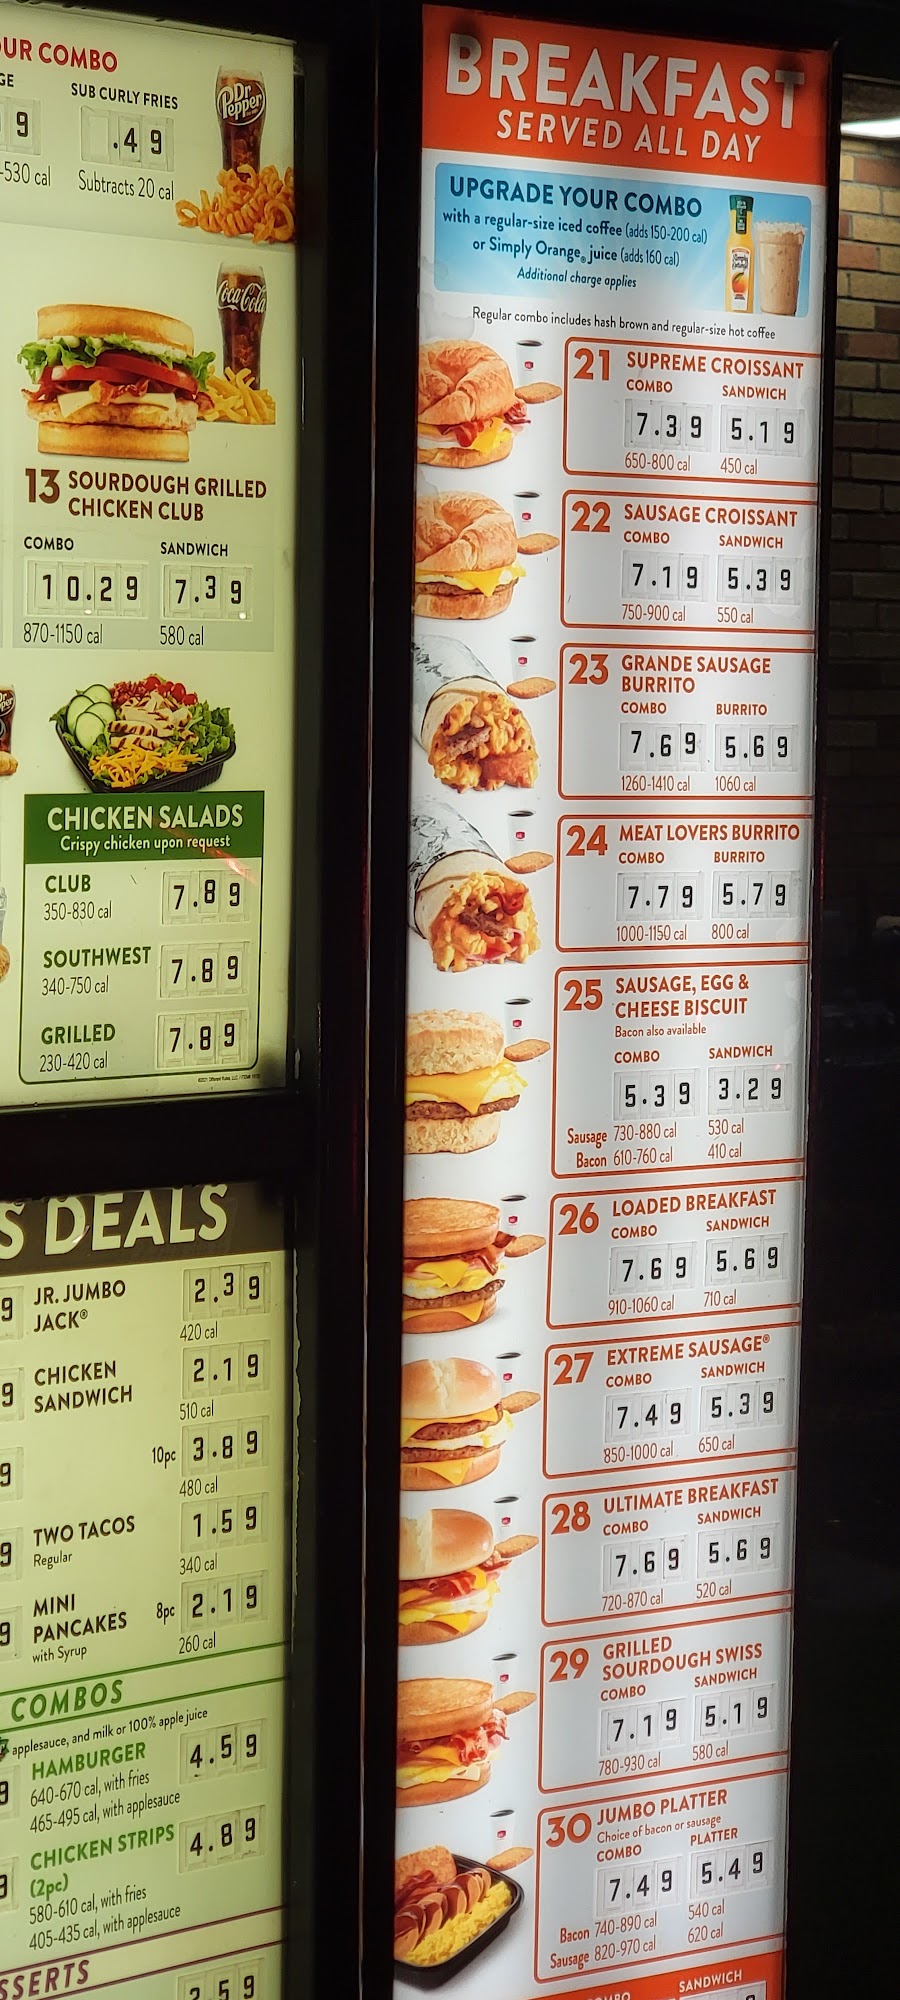 OUR COMBO
GE
SUB CURLY FRIES
9
.49
-530 cal
Subtracts 20 cal
Dr Pepper
Coca-Cola
13 SOURDOUGH GRILLED
CHICKEN CLUB
COMBO SANDWICH
10.29 7.39
870-1150 cal 580 cal
CHICKEN SALADS
Crispy chicken upon request
CLUB
350-830 cal
7.89
SOUTHWEST
340-750 cal
7.89
GRILLED
230-420 cal
7.89
S DEALS
9
JR. JUMBO
JACK®
2.39
420 cal
9
CHICKEN
SANDWICH
2.19
510 cal
9
10pc 3.89
480 cal
9
TWO TACOS
Regular
1.59
340 cal
9
MINI
PANCAKES
with Syrup
8pc 2.19
260 cal
COMBOS
applesauce, and milk or 100% apple juice
9
HAMBURGER
4.59
640-670 cal, with fries
465-495 cal, with applesauce
9
CHICKEN STRIPS
(2pc)
4.89
580-610 cal, with fries
405-435 cal, with applesauce
SSERTS
BREAKFAST
SERVED ALL DAY
UPGRADE YOUR COMBO
with a regular-size iced coffee (adds 150-200 cal)
or Simply Orange® juice (adds 160 cal)
Additional charge applies
Simply Orange
Regular combo includes hash brown and regular-size hot coffee
21 SUPREME CROISSANT
COMBO SANDWICH
7.39 5.19
650-800 cal 450 cal
22 SAUSAGE CROISSANT
COMBO SANDWICH
7.19 5.39
750-900 cal 550 cal
23 GRANDE SAUSAGE
BURRITO
COMBO BURRITO
7.69 5.69
1260-1410 cal 1060 cal
24 MEAT LOVERS BURRITO
COMBO BURRITO
7.79 5.79
1000-1150 cal 800 cal
25 SAUSAGE, EGG &
CHEESE BISCUIT
Bacon also available
COMBO SANDWICH
5.39 3.29
Sausage 730-880 cal 530 cal
Bacon 610-760 cal 410 cal
26 LOADED BREAKFAST
COMBO SANDWICH
7.69 5.69
910-1060 cal 710 cal
27 EXTREME SAUSAGE®
COMBO SANDWICH
7.49 5.39
850-1000 cal 650 cal
28 ULTIMATE BREAKFAST
COMBO SANDWICH
7.69 5.69
720-870 cal 520 cal
29 GRILLED
SOURDOUGH SWISS
COMBO SANDWICH
7.19 5.19
780-930 cal 580 cal
30 JUMBO PLATTER
Choice of bacon or sausage
COMBO PLATTER
7.49 5.49
Bacon 740-890 cal 540 cal
Sausage 820-970 cal 620 cal
SANDWICH